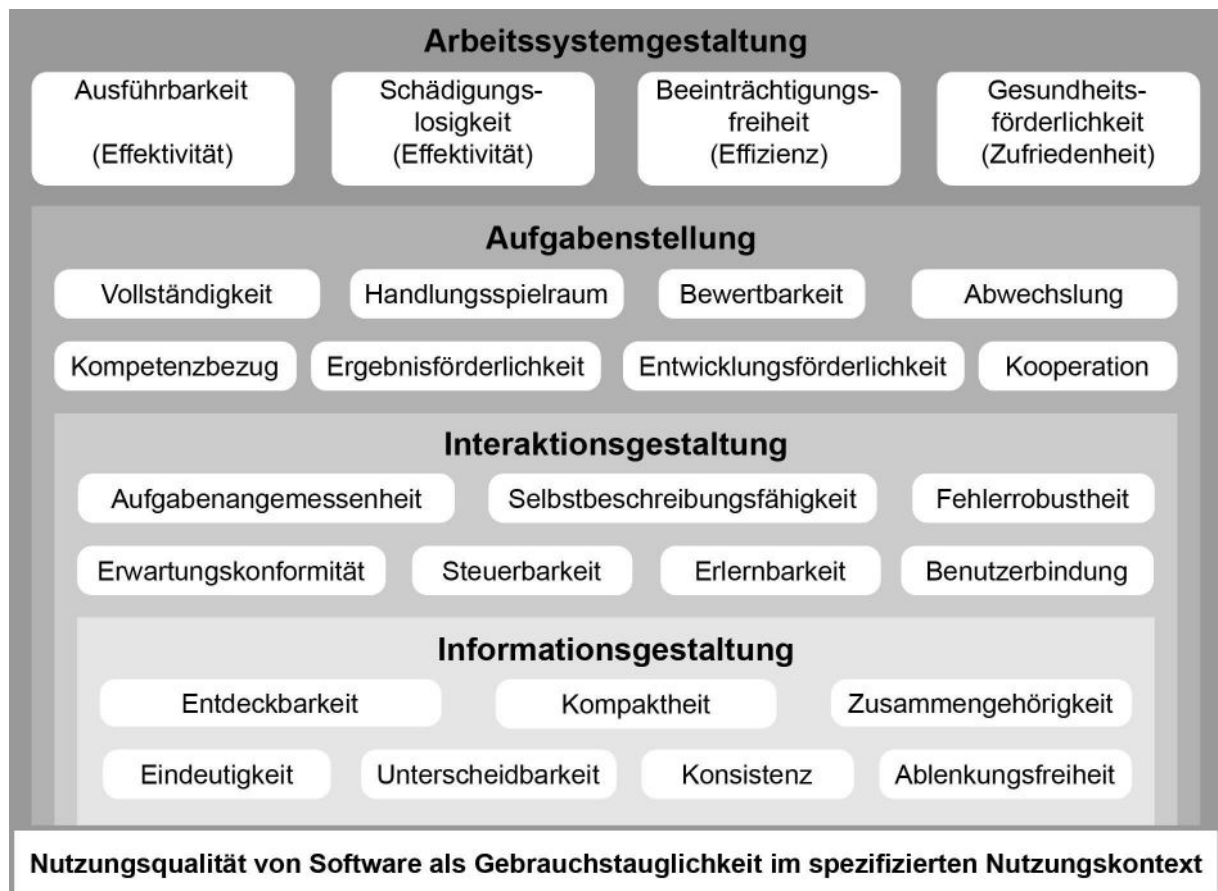 Arbeitssystemgestaltung
Ausführbarkeit
(Effektivität)
Schädigungs-
losigkeit
(Effektivität)
Beeinträchtigungs-
freiheit
(Effizienz)
Gesundheits-
förderlichkeit
(Zufriedenheit)
Aufgabenstellung
Vollständigkeit
Handlungsspielraum
Bewertbarkeit
Abwechslung
Kompetenzbezug
Ergebnisförderlichkeit
Entwicklungsförderlichkeit
Kooperation
Interaktionsgestaltung
Aufgabenangemessenheit
Selbstbeschreibungsfähigkeit
Fehlerrobustheit
Erwartungskonformität
Steuerbarkeit
Erlernbarkeit
Benutzerbindung
Informationsgestaltung
Entdeckbarkeit
Kompaktheit
Zusammengehörigkeit
Eindeutigkeit
Unterscheidbarkeit
Konsistenz
Ablenkungsfreiheit
Nutzungsqualität von Software als Gebrauchstauglichkeit im spezifizierten Nutzungskontext